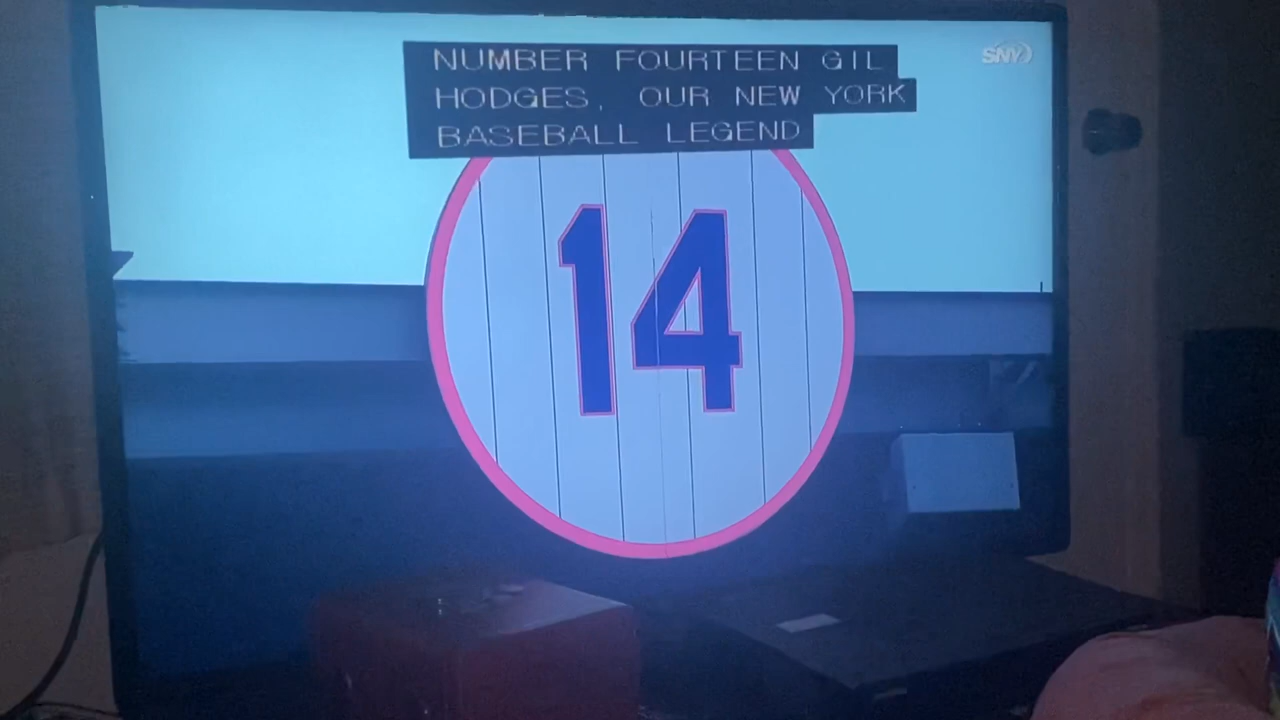 NUMBER FOURTEEN GIL
HODGES, OUR NEW YORK
BASEBALL LEGEND
SNY
14